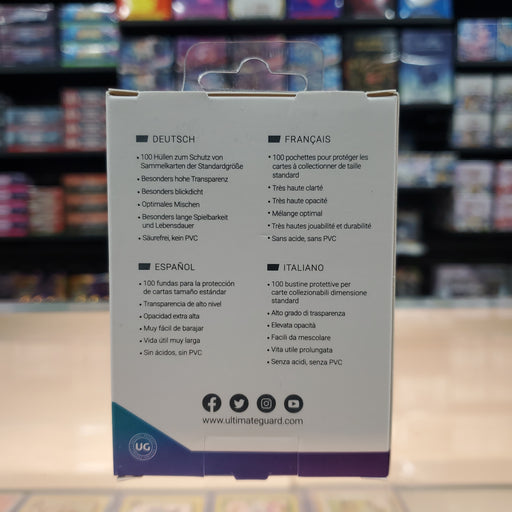 DEUTSCH
• 100 Hüllen zum Schutz von
Sammelkarten der Standardgröße
• Besonders hohe Transparenz
• Besonders blickdicht
• Optimales Mischen
• Besonders lange Spielbarkeit
und Lebensdauer
• Säurefrei, kein PVC
FRANÇAIS
• 100 pochettes pour protéger les
cartes à collectionner de taille
standard
• Très haute clarté
• Très haute opacité
• Mélange optimal
• Très hautes jouabilité et durabilité
• Sans acide, sans PVC
ESPAÑOL
• 100 fundas para la protección
de cartas tamaño estándar
• Transparencia de alto nivel
• Opacidad extra alta
• Muy fácil de barajar
• Vida útil muy larga
• Sin ácidos, sin PVC
ITALIANO
• 100 bustine protettive per
carte collezionabili dimensione
standard
• Alto grado di trasparenza
• Elevata opacità
• Facili da mescolare
• Vita utile prolungata
• Senza acidi, senza PVC
www.ultimateguard.com
UG